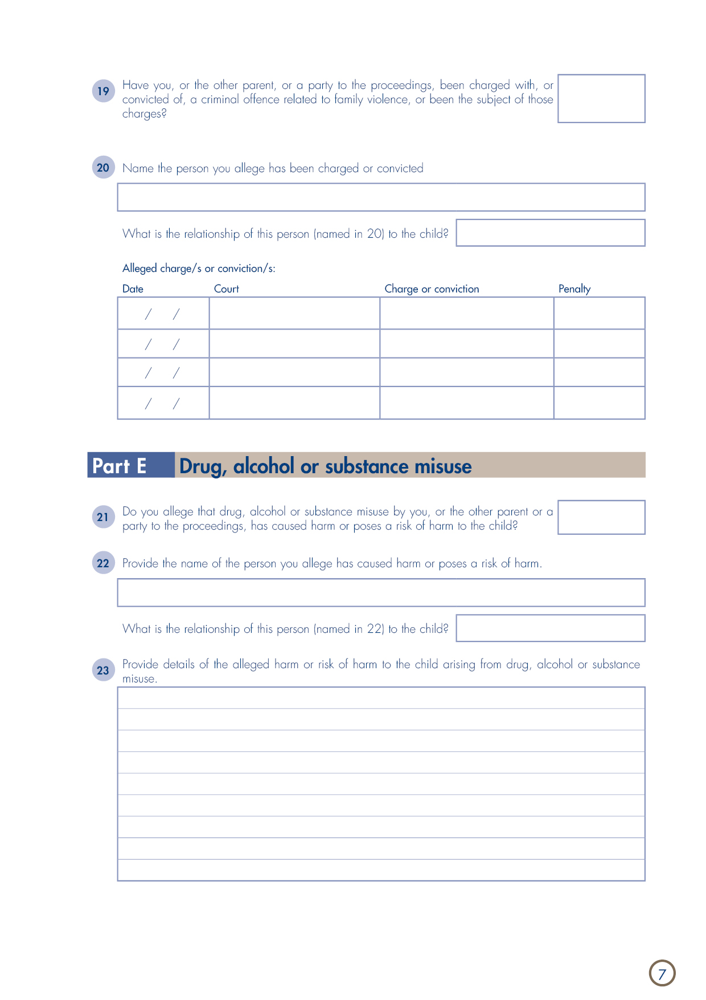 19 Have you, or the other parent, or a party to the proceedings, been charged with, or
convicted of, a criminal offence related to family violence, or been the subject of those
charges?
20 Name the person you allege has been charged or convicted
What is the relationship of this person (named in 20) to the child?
Alleged charge/s or conviction/s:
Date Court Charge or conviction Penalty
/ /
/ /
/ /
/ /
Part E Drug, alcohol or substance misuse
21 Do you allege that drug, alcohol or substance misuse by you, or the other parent or a
party to the proceedings, has caused harm or poses a risk of harm to the child?
22 Provide the name of the person you allege has caused harm or poses a risk of harm.
What is the relationship of this person (named in 22) to the child?
23 Provide details of the alleged harm or risk of harm to the child arising from drug, alcohol or substance
misuse.
7